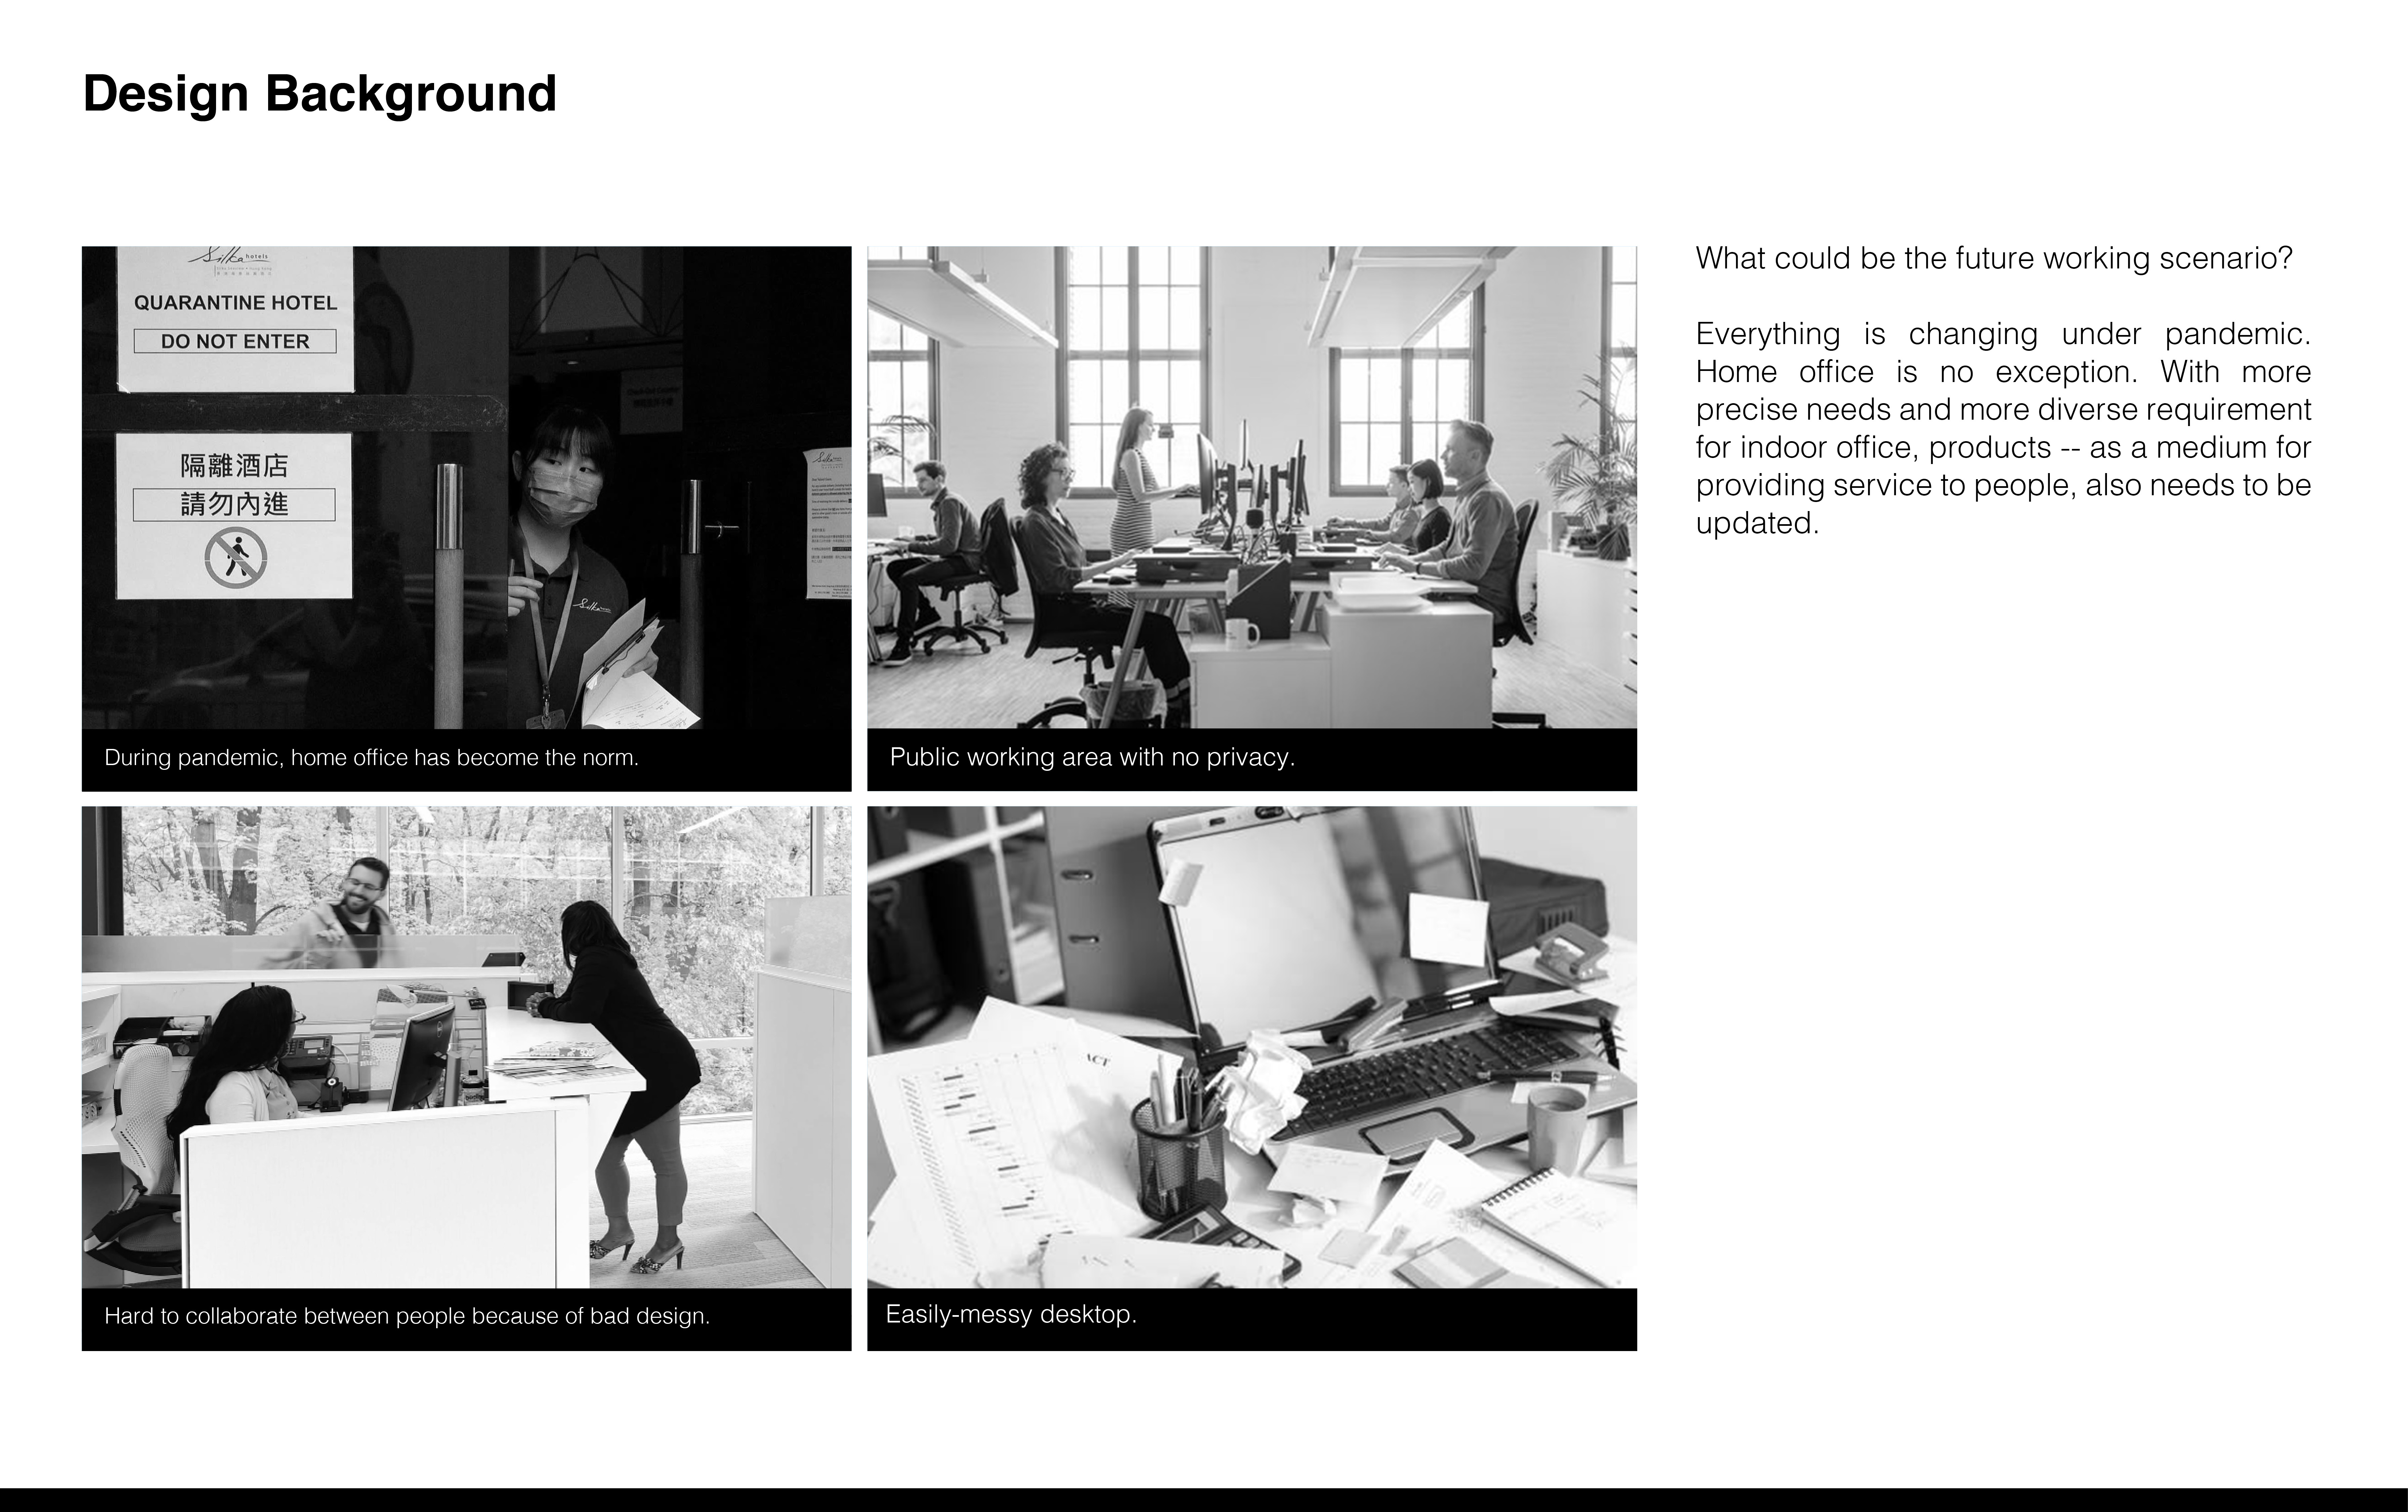 Design Background
Silka hotels
QUARANTINE HOTEL
DO NOT ENTER
隔離酒店
請勿內進
Silka
Silka
During pandemic, home office has become the norm.
Public working area with no privacy.
What could be the future working scenario?
Everything is changing under pandemic.
Home office is no exception. With more
precise needs and more diverse requirement
for indoor office, products -- as a medium for
providing service to people, also needs to be
updated.
ACT
Hard to collaborate between people because of bad design.
Easily-messy desktop.